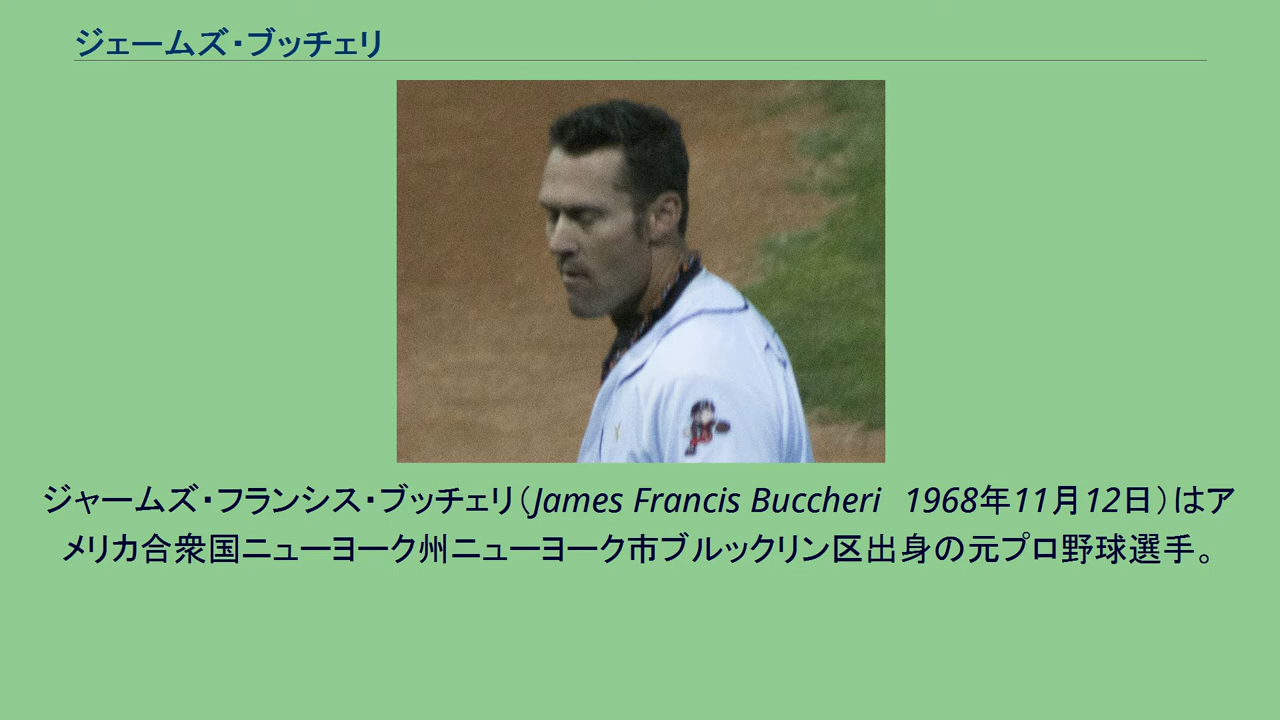 ジェームズ・ブッチェリ
ジャームズ・フランシス・ブッチェリ（James Francis Buccheri　1968年11月12日）はア
メリカ合衆国ニューヨーク州ニューヨーク市ブルックリン区出身の元プロ野球選手。